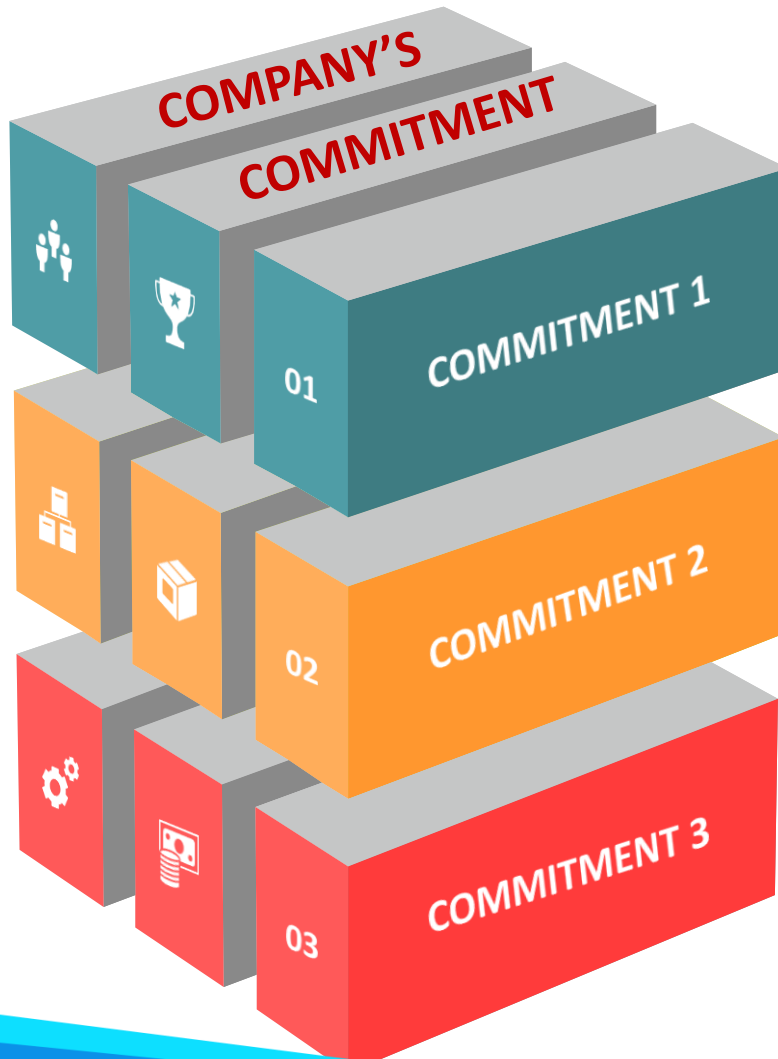 COMPANY’S
COMMITMENT
01
COMMITMENT 1
02
COMMITMENT 2
03
COMMITMENT 3